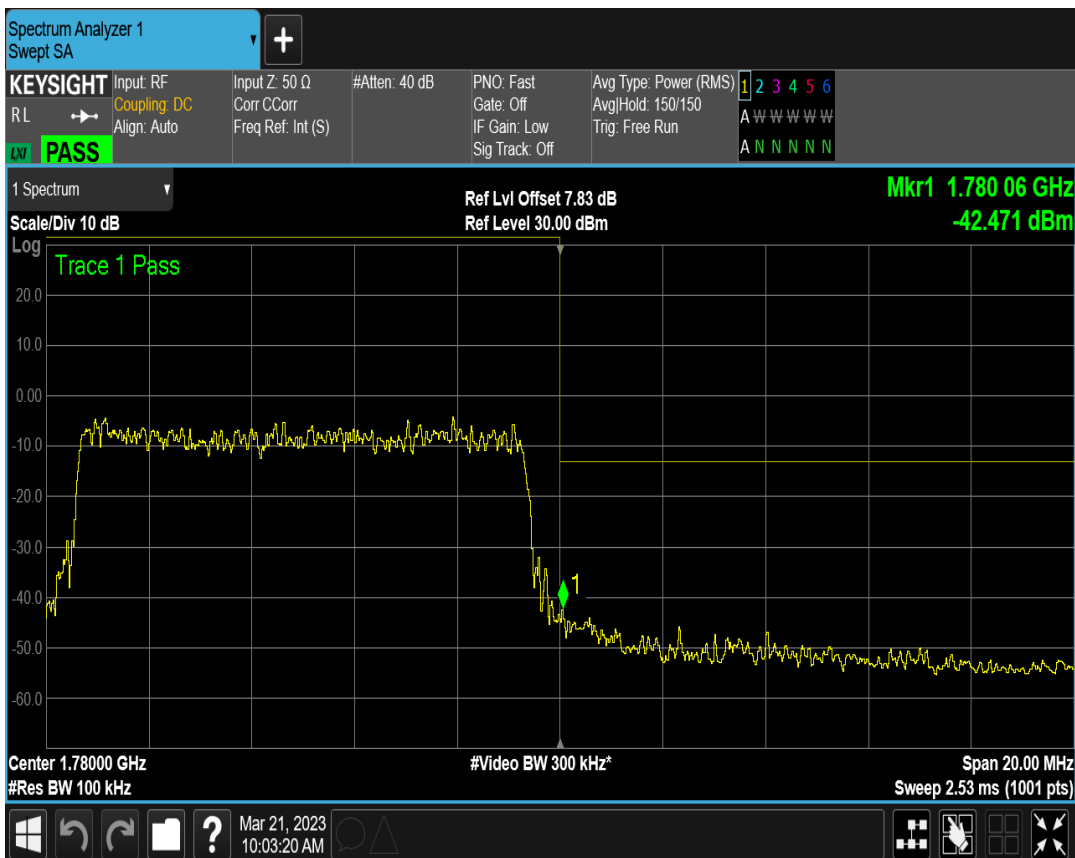 Spectrum Analyzer 1
Swept SA
+
KEYSIGHT
RL
LXI
PASS
Input: RF
Coupling: DC
Align: Auto
Input Z: 50 Ω
Corr CCorr
Freq Ref: Int (S)
#Atten: 40 dB
PNO: Fast
Gate: Off
IF Gain: Low
Sig Track: Off
Avg Type: Power (RMS)
Avg|Hold: 150/150
Trig: Free Run
1 2 3 4 5 6
A W W W W W
A N N N N N
1 Spectrum
Scale/Div 10 dB
Ref Lvl Offset 7.83 dB
Ref Level 30.00 dBm
Mkr1 1.780 06 GHz
-42.471 dBm
Log
Trace 1 Pass
20.0
10.0
0.00
-10.0
-20.0
-30.0
-40.0
-50.0
-60.0
1
Center 1.78000 GHz
#Video BW 300 kHz*
Span 20.00 MHz
#Res BW 100 kHz
Sweep 2.53 ms (1001 pts)
?
Mar 21, 2023
10:03:20 AM